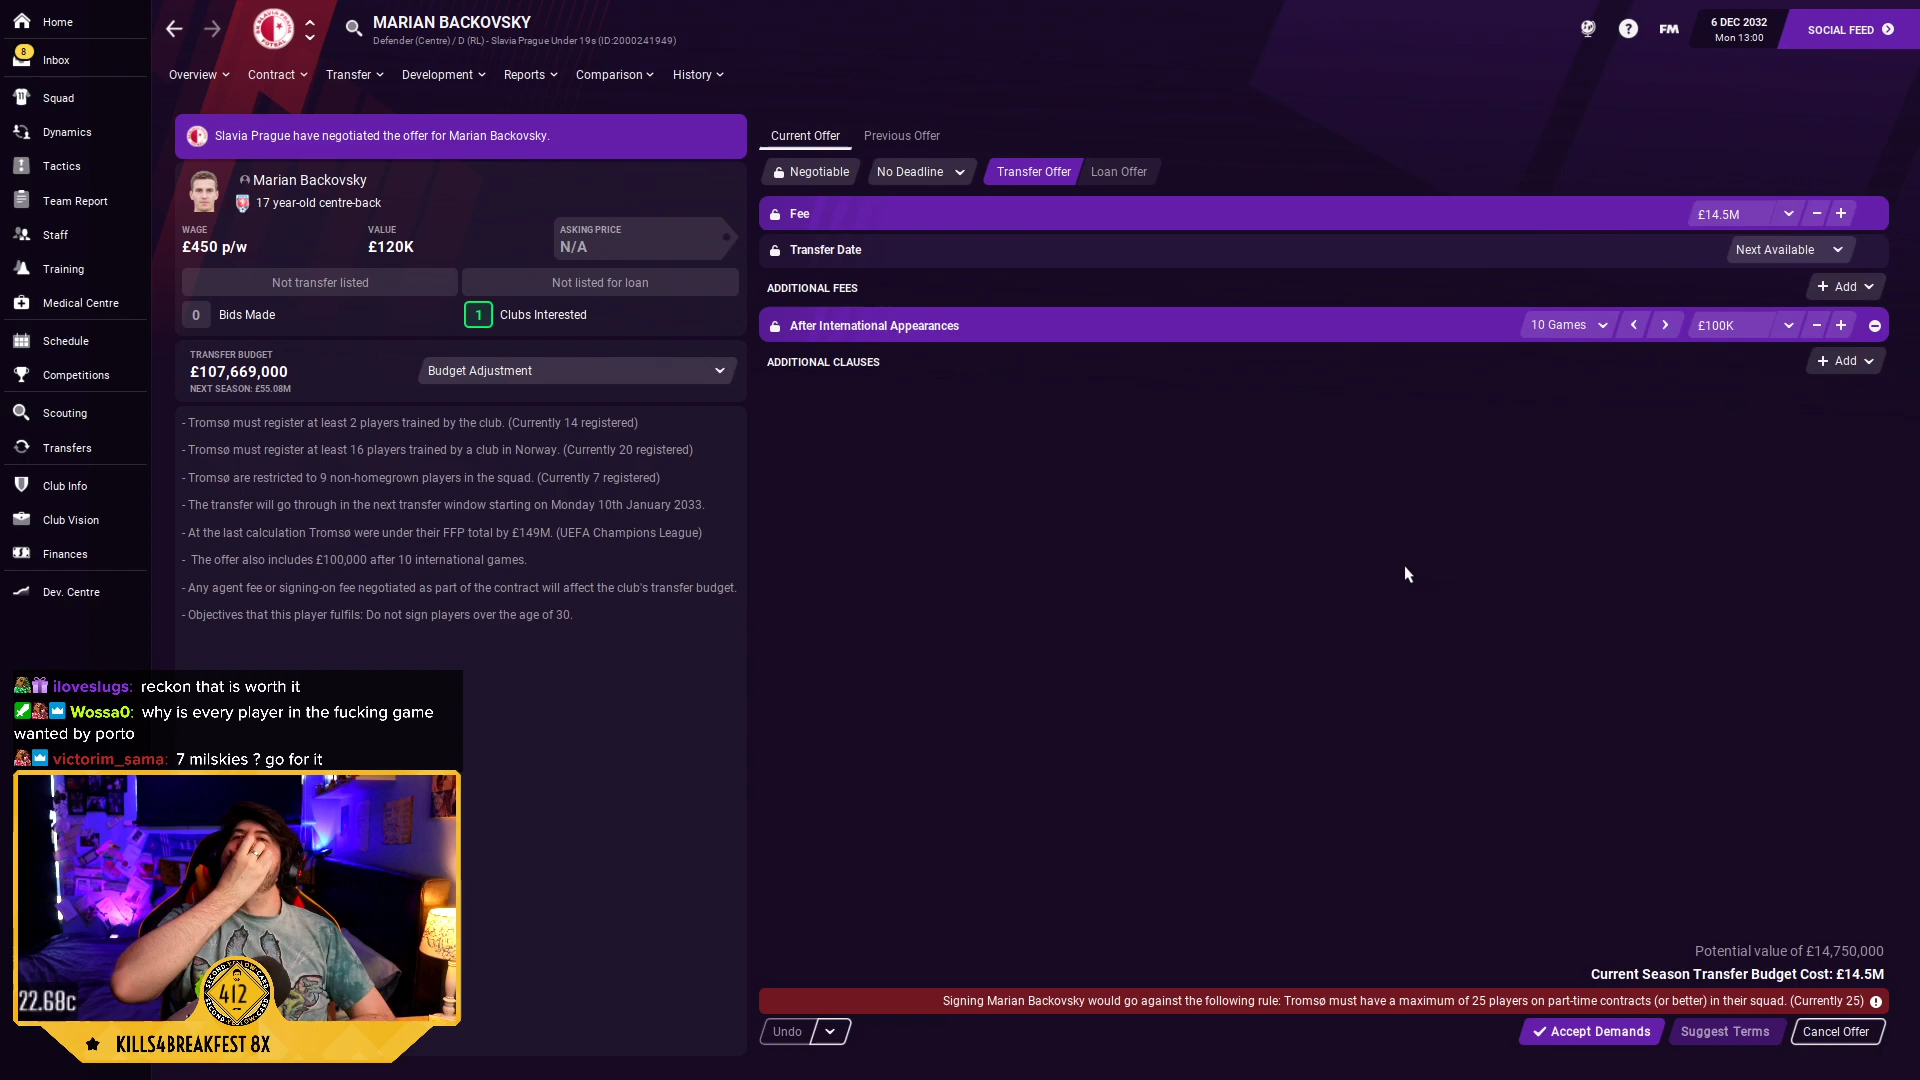 Home
8
Inbox
Squad
Dynamics
Tactics
Team Report
Staff
Training
Medical Centre
Schedule
Competitions
Scouting
Transfers
Club Info
Club Vision
Finances
Dev. Centre
MARIAN BACKOVSKY
Defender (Centre) / D (RL) - Slavia Prague Under 19s (ID:2000241949)
FM
6 DEC 2032
Mon 13:00
SOCIAL FEED
Overview
Contract
Transfer
Development
Reports
Comparison
History
Slavia Prague have negotiated the offer for Marian Backovsky.
Marian Backovsky
17 year-old centre-back
WAGE
£450 p/w
VALUE
£120K
ASKING PRICE
N/A
Not transfer listed
Not listed for loan
0 Bids Made
1 Clubs Interested
TRANSFER BUDGET
£107,669,000
NEXT SEASON: £55.08M
Budget Adjustment
- Tromsø must register at least 2 players trained by the club. (Currently 14 registered)
- Tromsø must register at least 16 players trained by a club in Norway. (Currently 20 registered)
- Tromsø are restricted to 9 non-homegrown players in the squad. (Currently 7 registered)
- The transfer will go through in the next transfer window starting on Monday 10th January 2033.
- At the last calculation Tromsø were under their FFP total by £149M. (UEFA Champions League)
- The offer also includes £100,000 after 10 international games.
- Any agent fee or signing-on fee negotiated as part of the contract will affect the club's transfer budget.
- Objectives that this player fulfils: Do not sign players over the age of 30.
Current Offer
Previous Offer
Negotiable
No Deadline
Transfer Offer
Loan Offer
Fee
£14.5M
Transfer Date
Next Available
ADDITIONAL FEES
+ Add
After International Appearances
10 Games
£100K
ADDITIONAL CLAUSES
+ Add
iloveslugs: reckon that is worth it
Wossa0: why is every player in the fucking game
wanted by porto
victorim_sama: 7 milskies ? go for it
22.68c
SECOND YELLOW CARD
412
KILLS4BREAKFEST 8X
Potential value of £14,750,000
Current Season Transfer Budget Cost: £14.5M
Signing Marian Backovsky would go against the following rule: Tromsø must have a maximum of 25 players on part-time contracts (or better) in their squad. (Currently 25)
Undo
Accept Demands
Suggest Terms
Cancel Offer